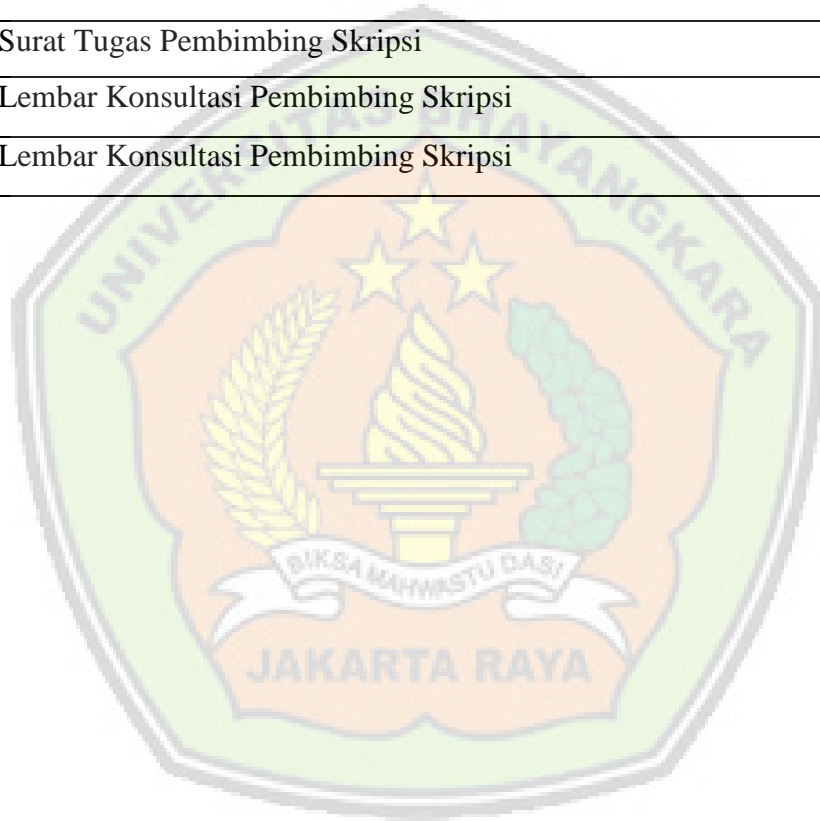 Surat Tugas Pembimbing Skripsi
Lembar Konsultasi Pembimbing Skripsi
Lembar Konsultasi Pembimbing Skripsi
UNIVERSITAS BHAYANGKARA
BIKSA MAHWASTU DASI
JAKARTA RAYA